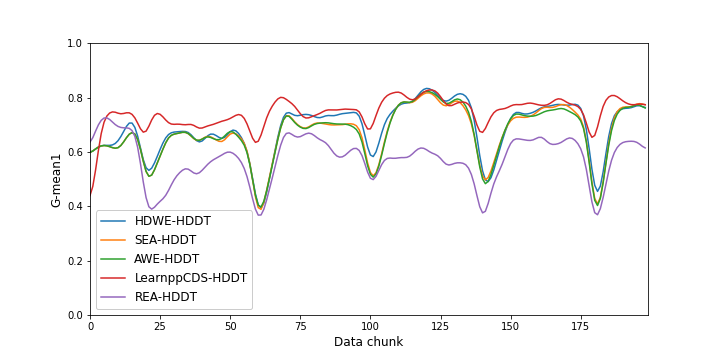 1.0
0.8
0.6
0.4
0.2
0.0
G-mean1
HDWE-HDDT
SEA-HDDT
AWE-HDDT
LearnppCDS-HDDT
REA-HDDT
0 25 50 75 100 125 150 175
Data chunk